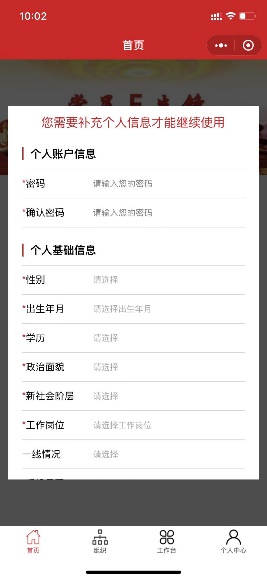 10:02
首页
您需要补充个人信息才能继续使用
个人账户信息
*密码 请输入您的密码
*确认密码 请输入您的密码
个人基础信息
*性别 请选择
*出生年月 请选择出生年月
*学历 请选择
*政治面貌 请选择
*新社会阶层 请选择
*工作岗位 请选择工作岗位
一线情况 请选择
首页 组织 工作台 个人中心